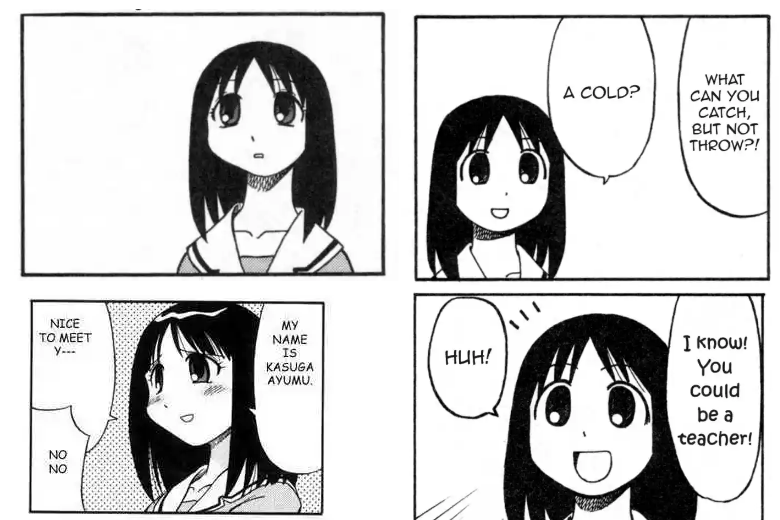 WHAT
CAN YOU
CATCH,
BUT NOT
THROW?!
A COLD?
MY
NAME
IS
KASUGA
AYUMU.
NICE
TO MEET
Y---
NO
NO
I know!
You
could
be a
teacher!
HUH!